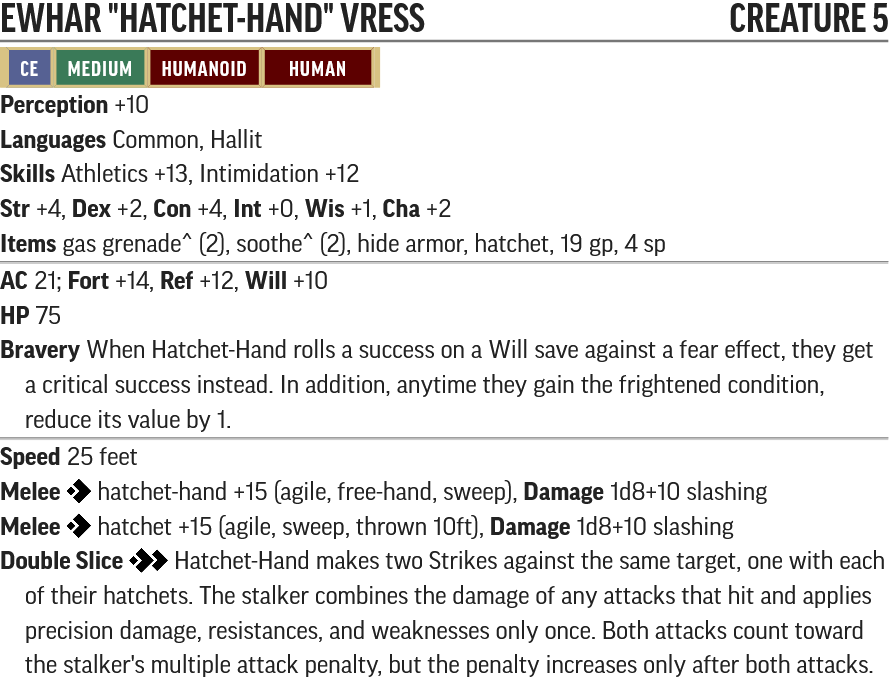 EWHAR "HATCHET-HAND" VRESS CREATURE 5
CE MEDIUM HUMANOID HUMAN
Perception +10
Languages Common, Hallit
Skills Athletics +13, Intimidation +12
Str +4, Dex +2, Con +4, Int +0, Wis +1, Cha +2
Items gas grenade^ (2), soothe^ (2), hide armor, hatchet, 19 gp, 4 sp
AC 21; Fort +14, Ref +12, Will +10
HP 75
Bravery When Hatchet-Hand rolls a success on a Will save against a fear effect, they get
a critical success instead. In addition, anytime they gain the frightened condition,
reduce its value by 1.
Speed 25 feet
Melee hatchet-hand +15 (agile, free-hand, sweep), Damage 1d8+10 slashing
Melee hatchet +15 (agile, sweep, thrown 10ft), Damage 1d8+10 slashing
Double Slice Hatchet-Hand makes two Strikes against the same target, one with each
of their hatchets. The stalker combines the damage of any attacks that hit and applies
precision damage, resistances, and weaknesses only once. Both attacks count toward
the stalker's multiple attack penalty, but the penalty increases only after both attacks.